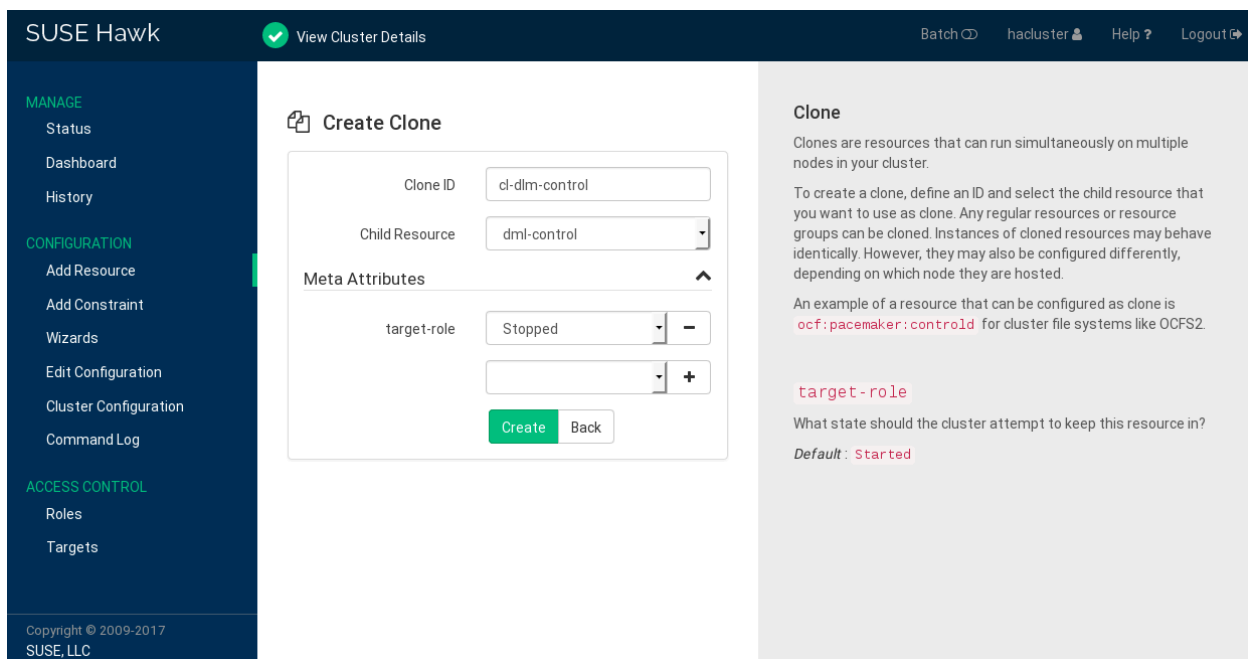 SUSE Hawk
View Cluster Details
Batch
hacluster
Help ?
Logout
MANAGE
Status
Dashboard
History
CONFIGURATION
Add Resource
Add Constraint
Wizards
Edit Configuration
Cluster Configuration
Command Log
ACCESS CONTROL
Roles
Targets
Copyright © 2009-2017
SUSE, LLC
Create Clone
Clone ID
cl-dlm-control
Child Resource
dml-control
Meta Attributes
target-role
Stopped
Create
Back
Clone
Clones are resources that can run simultaneously on multiple
nodes in your cluster.
To create a clone, define an ID and select the child resource that
you want to use as clone. Any regular resources or resource
groups can be cloned. Instances of cloned resources may behave
identically. However, they may also be configured differently,
depending on which node they are hosted.
An example of a resource that can be configured as clone is
ocf:pacemaker:controld for cluster file systems like OCFS2.
target-role
What state should the cluster attempt to keep this resource in?
Default : Started